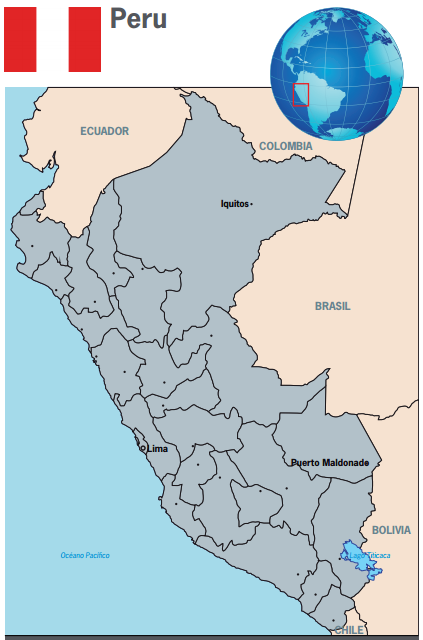 Peru
ECUADOR
COLOMBIA
Iquitos
BRASIL
Lima
Puerto Maldonado
BOLIVIA
Océano Pacífico
Lago Titicaca
CHILE